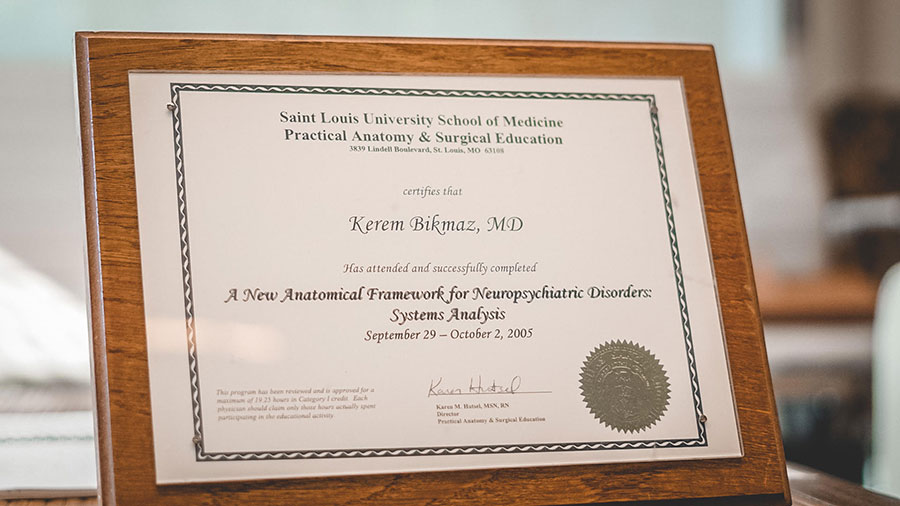 Saint Louis University School of Medicine
Practical Anatomy & Surgical Education
3839 Lindell Boulevard, St. Louis, MO 63108
certifies that
Kerem Bikmaz, MD
Has attended and successfully completed
A New Anatomical Framework for Neuropsychiatric Disorders:
Systems Analysis
September 29 – October 2, 2005
This program has been reviewed and is approved for a
maximum of 19.25 hours in Category I credit. Each
physician should claim only those hours actually spent
participating in the educational activity.
Karen Hutsel
Karen M. Hutsel, MSN, RN
Director
Practical Anatomy & Surgical Education